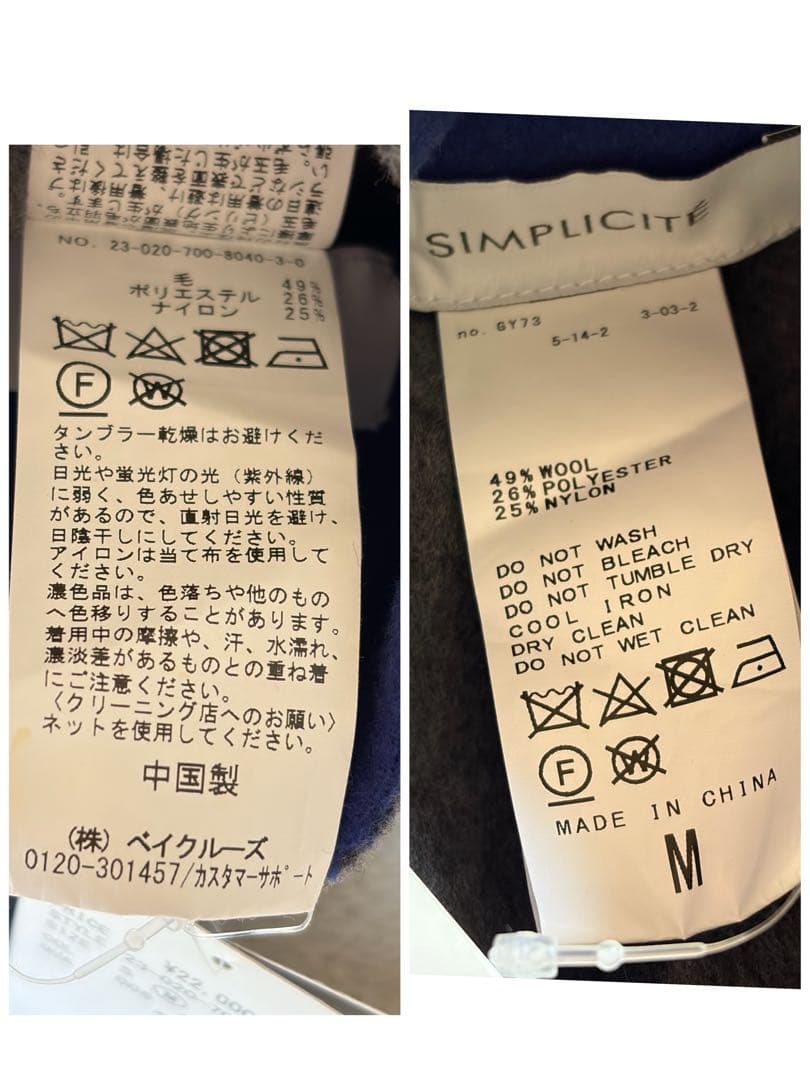 NO. 23-020-700-8040-3-0
毛 49%
ポリエステル 26%
ナイロン 25%
F W
タンブラー乾燥はお避けくだ
さい。
日光や蛍光灯の光（紫外線）
に弱く、色あせしやすい性質
があるので、直射日光を避け、
日陰干しにしてください。
アイロンは当て布を使用して
ください。
濃色品は、色落ちや他のもの
へ色移りすることがあります。
着用中の摩擦や、汗、水濡れ、
濃淡差があるものとの重ね着
にご注意ください。
〈クリーニング店へのお願い〉
ネットを使用してください。
中国製
(株) ベイクルーズ
0120-301457/カスタマーサポート
STYLE
SIZE
¥22,000
SIMPLICITÉ
no. GY73
5-14-2
3-03-2
49% WOOL
26% POLYESTER
25% NYLON
DO NOT WASH
DO NOT BLEACH
DO NOT TUMBLE DRY
COOL IRON
DRY CLEAN
DO NOT WET CLEAN
F W
MADE IN CHINA
M